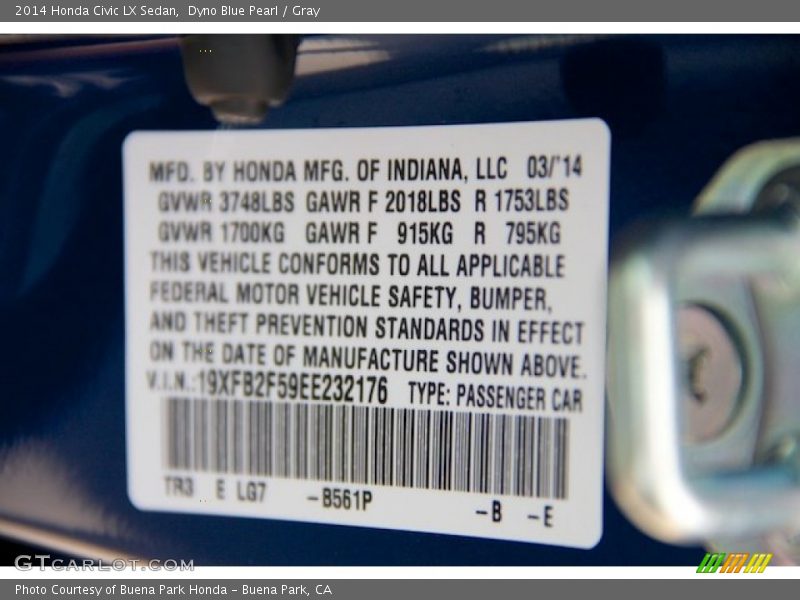 2014 Honda Civic LX Sedan, Dyno Blue Pearl / Gray
MFD. BY HONDA MFG. OF INDIANA, LLC 03/'14
GVWR 3748LBS GAWR F 2018LBS R 1753LBS
GVWR 1700KG GAWR F 915KG R 795KG
THIS VEHICLE CONFORMS TO ALL APPLICABLE
FEDERAL MOTOR VEHICLE SAFETY, BUMPER,
AND THEFT PREVENTION STANDARDS IN EFFECT
ON THE DATE OF MANUFACTURE SHOWN ABOVE.
V.I.N.:19XFB2F59EE232176 TYPE: PASSENGER CAR
TR3 E LG7 -B561P -B -E
GTCARLOT.COM
Photo Courtesy of Buena Park Honda - Buena Park, CA